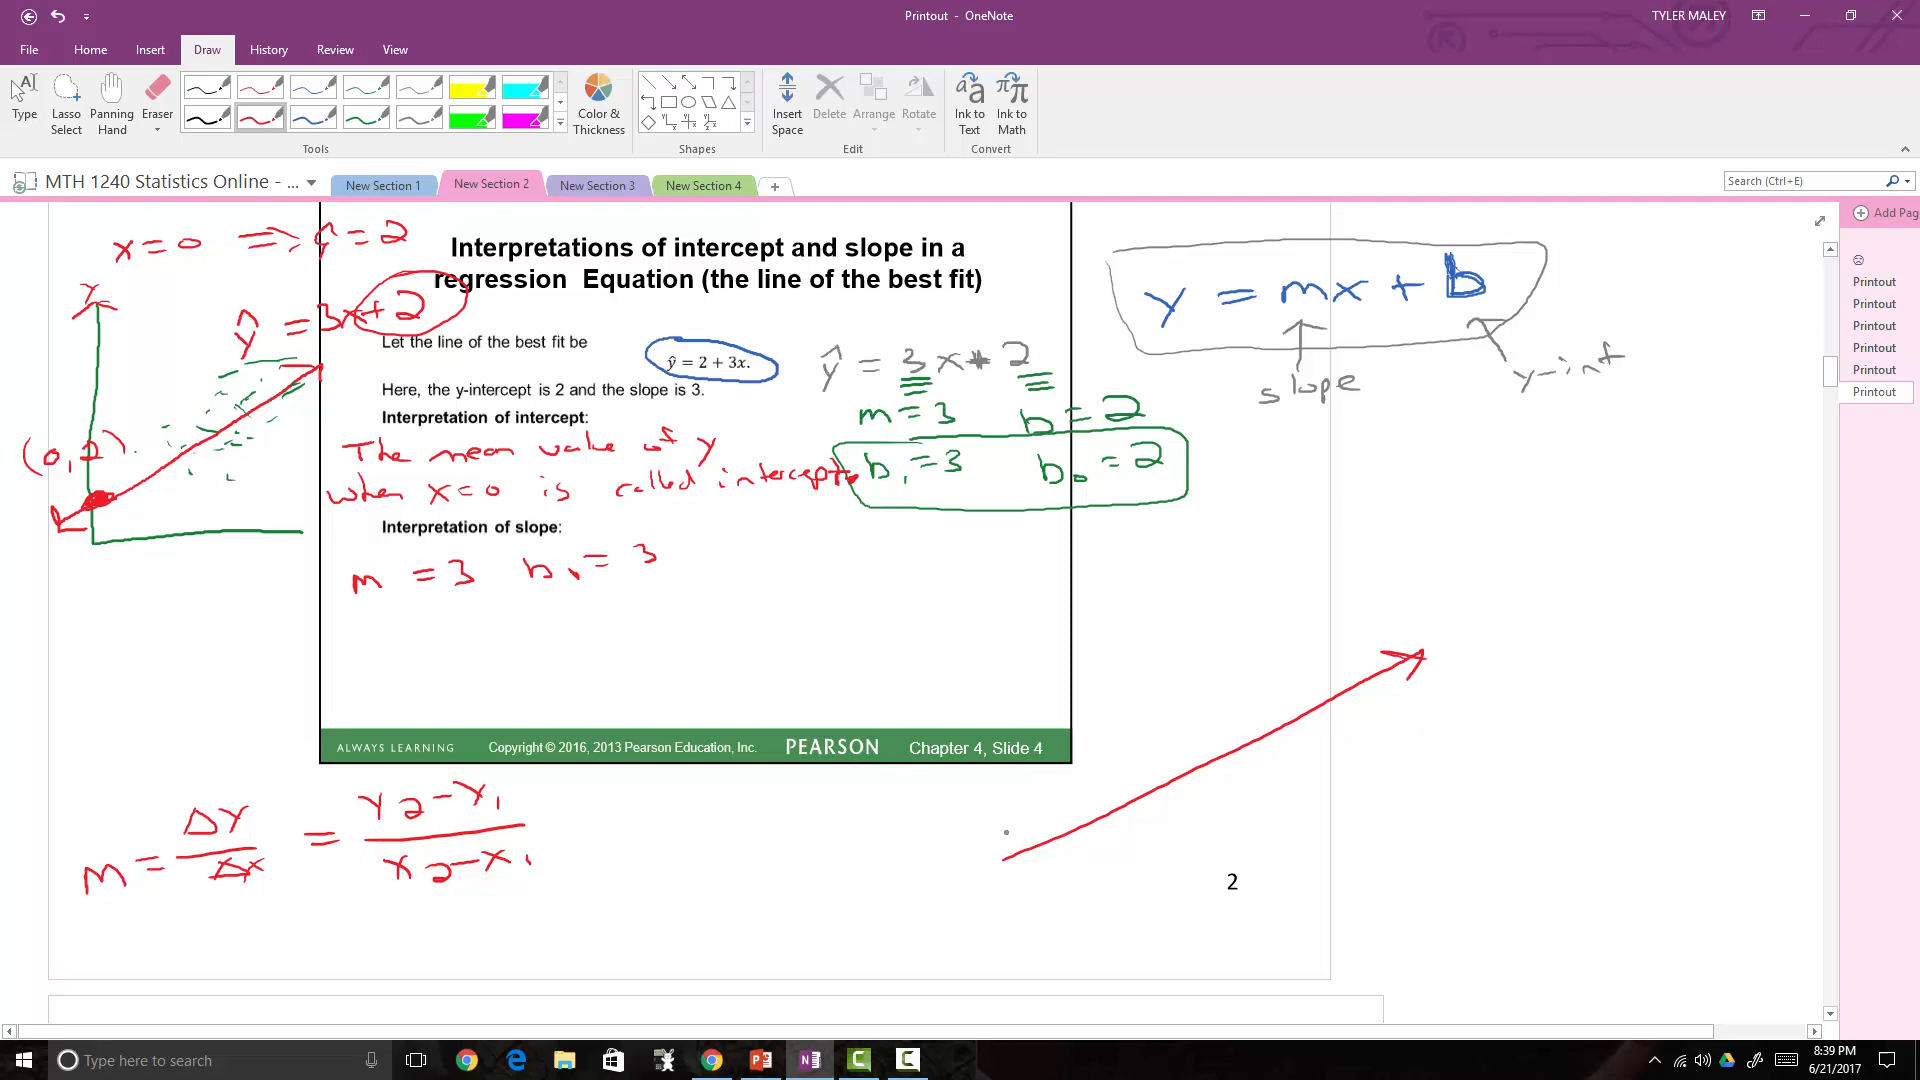 Printout - OneNote
TYLER MALEY
File Home Insert Draw History Review View
Type
Lasso Select
Panning Hand
Eraser
Color & Thickness
Insert Space
Delete
Arrange
Rotate
Ink to Text
Ink to Math
Tools
Shapes
Edit
Convert
MTH 1240 Statistics Online - ...
New Section 1
New Section 2
New Section 3
New Section 4
Search (Ctrl+E)
Add Pag
Printout
Printout
Printout
Printout
Printout
Printout
x = 0 => ŷ = 2
Interpretations of intercept and slope in a
regression Equation (the line of the best fit)
y
ŷ = 3x + 2
Let the line of the best fit be
ŷ = 2 + 3x.
Here, the y-intercept is 2 and the slope is 3.
Interpretation of intercept:
The mean value of y
when x=0 is called intercept.
(0,2)
Interpretation of slope:
m = 3 b₁ = 3
y = mx + b
slope
y-int
ŷ = 3x + 2
m = 3 b = 2
b₁ = 3 b₀ = 2
ALWAYS LEARNING
Copyright © 2016, 2013 Pearson Education, Inc.
PEARSON
Chapter 4, Slide 4
m = Δy/Δx = y2-y1/x2-x1
2
Type here to search
8:39 PM
6/21/2017